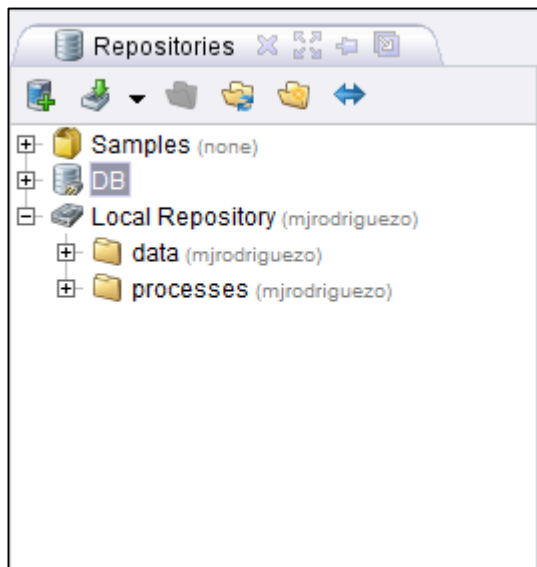 Repositories
Samples (none)
DB
Local Repository (mjrodriguezo)
data (mjrodriguezo)
processes (mjrodriguezo)